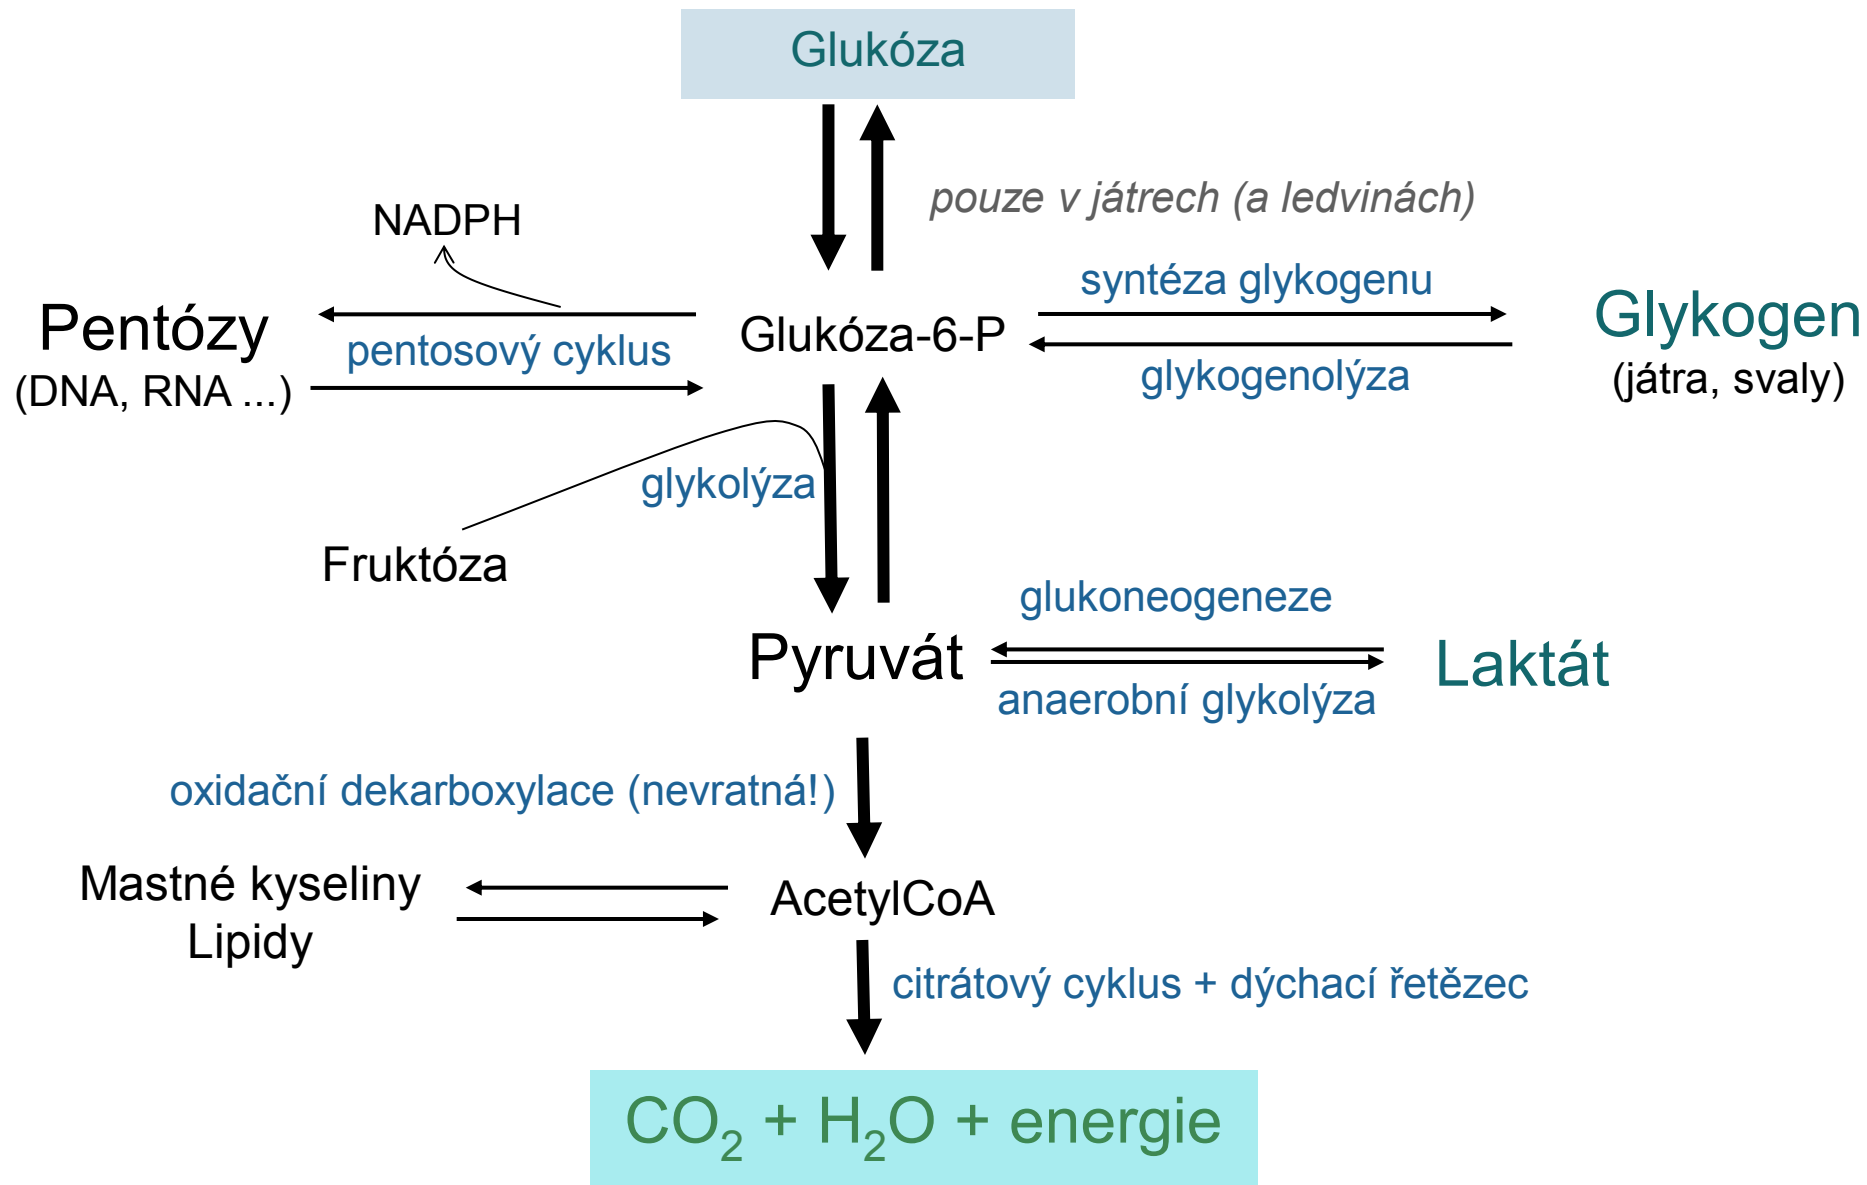 Glukóza
pouze v játrech (a ledvinách)
NADPH
syntéza glykogenu
Pentózy
(DNA, RNA ...)
pentosový cyklus
Glukóza-6-P
glykogenolýza
Glykogen
(játra, svaly)
glykolýza
Fruktóza
glukoneogeneze
Pyruvát
Laktát
anaerobní glykolýza
oxidační dekarboxylace (nevratná!)
Mastné kyseliny
Lipidy
AcetylCoA
citrátový cyklus + dýchací řetězec
CO₂ + H₂O + energie